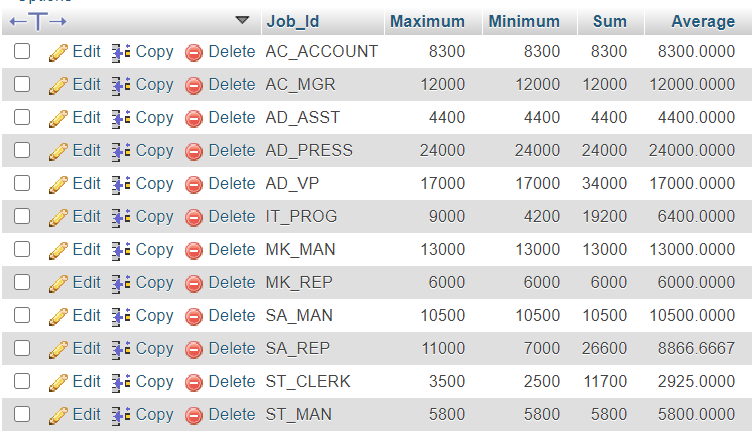 Options
Job_Id Maximum Minimum Sum Average
Edit Copy Delete AC_ACCOUNT 8300 8300 8300 8300.0000
Edit Copy Delete AC_MGR 12000 12000 12000 12000.0000
Edit Copy Delete AD_ASST 4400 4400 4400 4400.0000
Edit Copy Delete AD_PRESS 24000 24000 24000 24000.0000
Edit Copy Delete AD_VP 17000 17000 34000 17000.0000
Edit Copy Delete IT_PROG 9000 4200 19200 6400.0000
Edit Copy Delete MK_MAN 13000 13000 13000 13000.0000
Edit Copy Delete MK_REP 6000 6000 6000 6000.0000
Edit Copy Delete SA_MAN 10500 10500 10500 10500.0000
Edit Copy Delete SA_REP 11000 7000 26600 8866.6667
Edit Copy Delete ST_CLERK 3500 2500 11700 2925.0000
Edit Copy Delete ST_MAN 5800 5800 5800 5800.0000